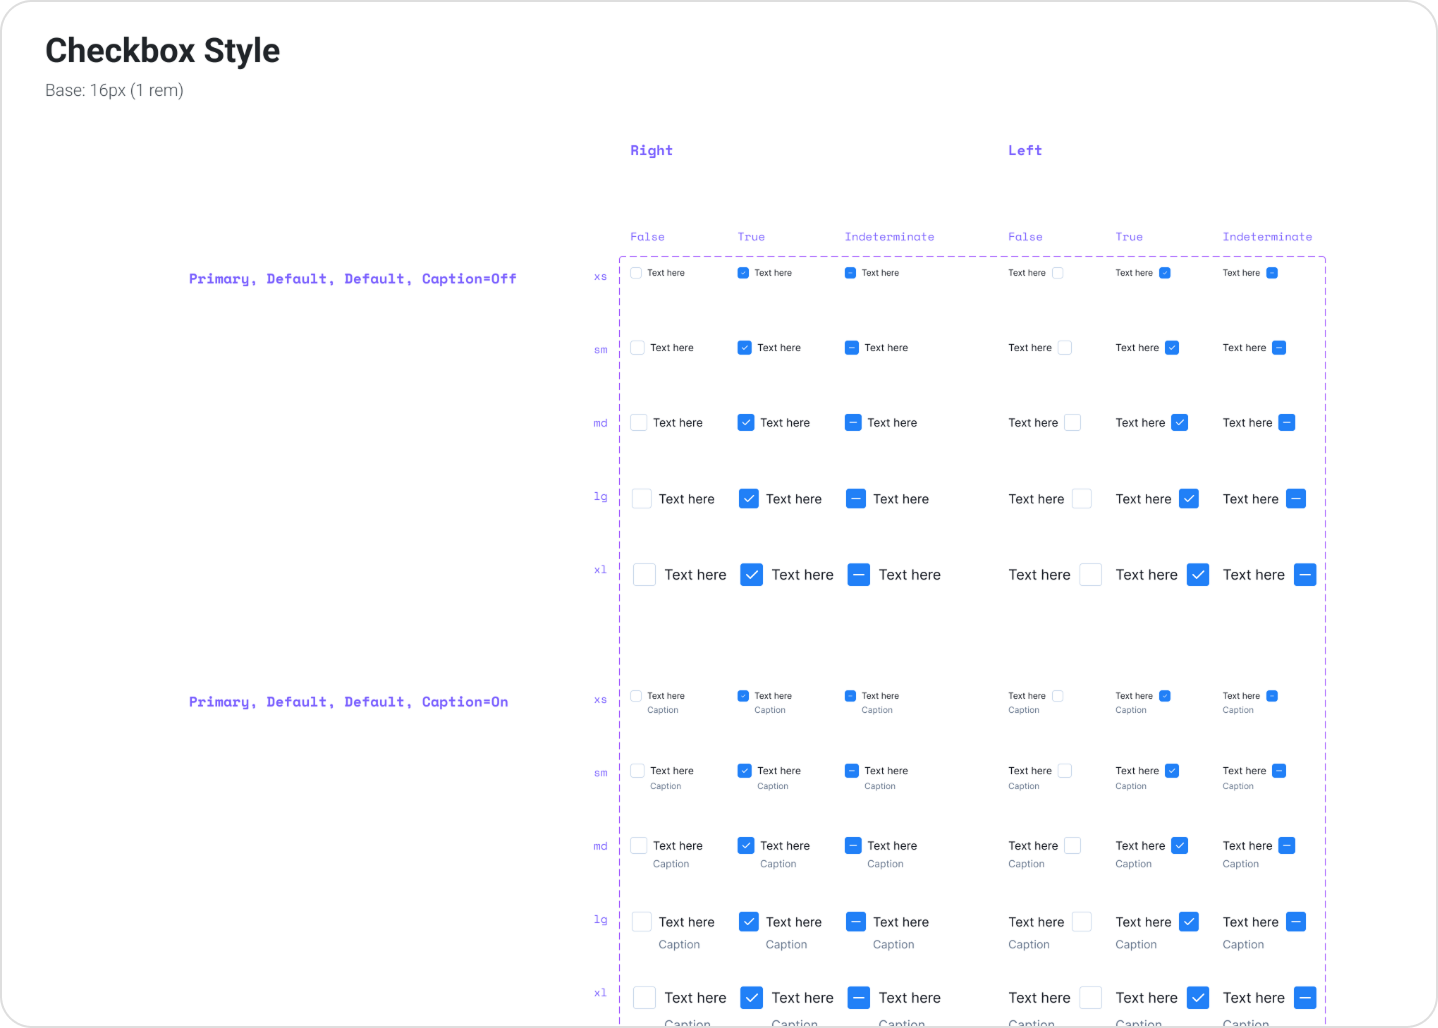 Checkbox Style
Base: 16px (1 rem)
Right Left
False True Indeterminate False True Indeterminate
Primary, Default, Default, Caption=Off
xs Text here Text here Text here Text here Text here Text here
sm Text here Text here Text here Text here Text here Text here
md Text here Text here Text here Text here Text here Text here
lg Text here Text here Text here Text here Text here Text here
xl Text here Text here Text here Text here Text here Text here
Primary, Default, Default, Caption=On
xs Text here Text here Text here Text here Text here Text here
Caption Caption Caption Caption Caption Caption
sm Text here Text here Text here Text here Text here Text here
Caption Caption Caption Caption Caption Caption
md Text here Text here Text here Text here Text here Text here
Caption Caption Caption Caption Caption Caption
lg Text here Text here Text here Text here Text here Text here
Caption Caption Caption Caption Caption Caption
xl Text here Text here Text here Text here Text here Text here
Caption Caption Caption Caption Caption Caption